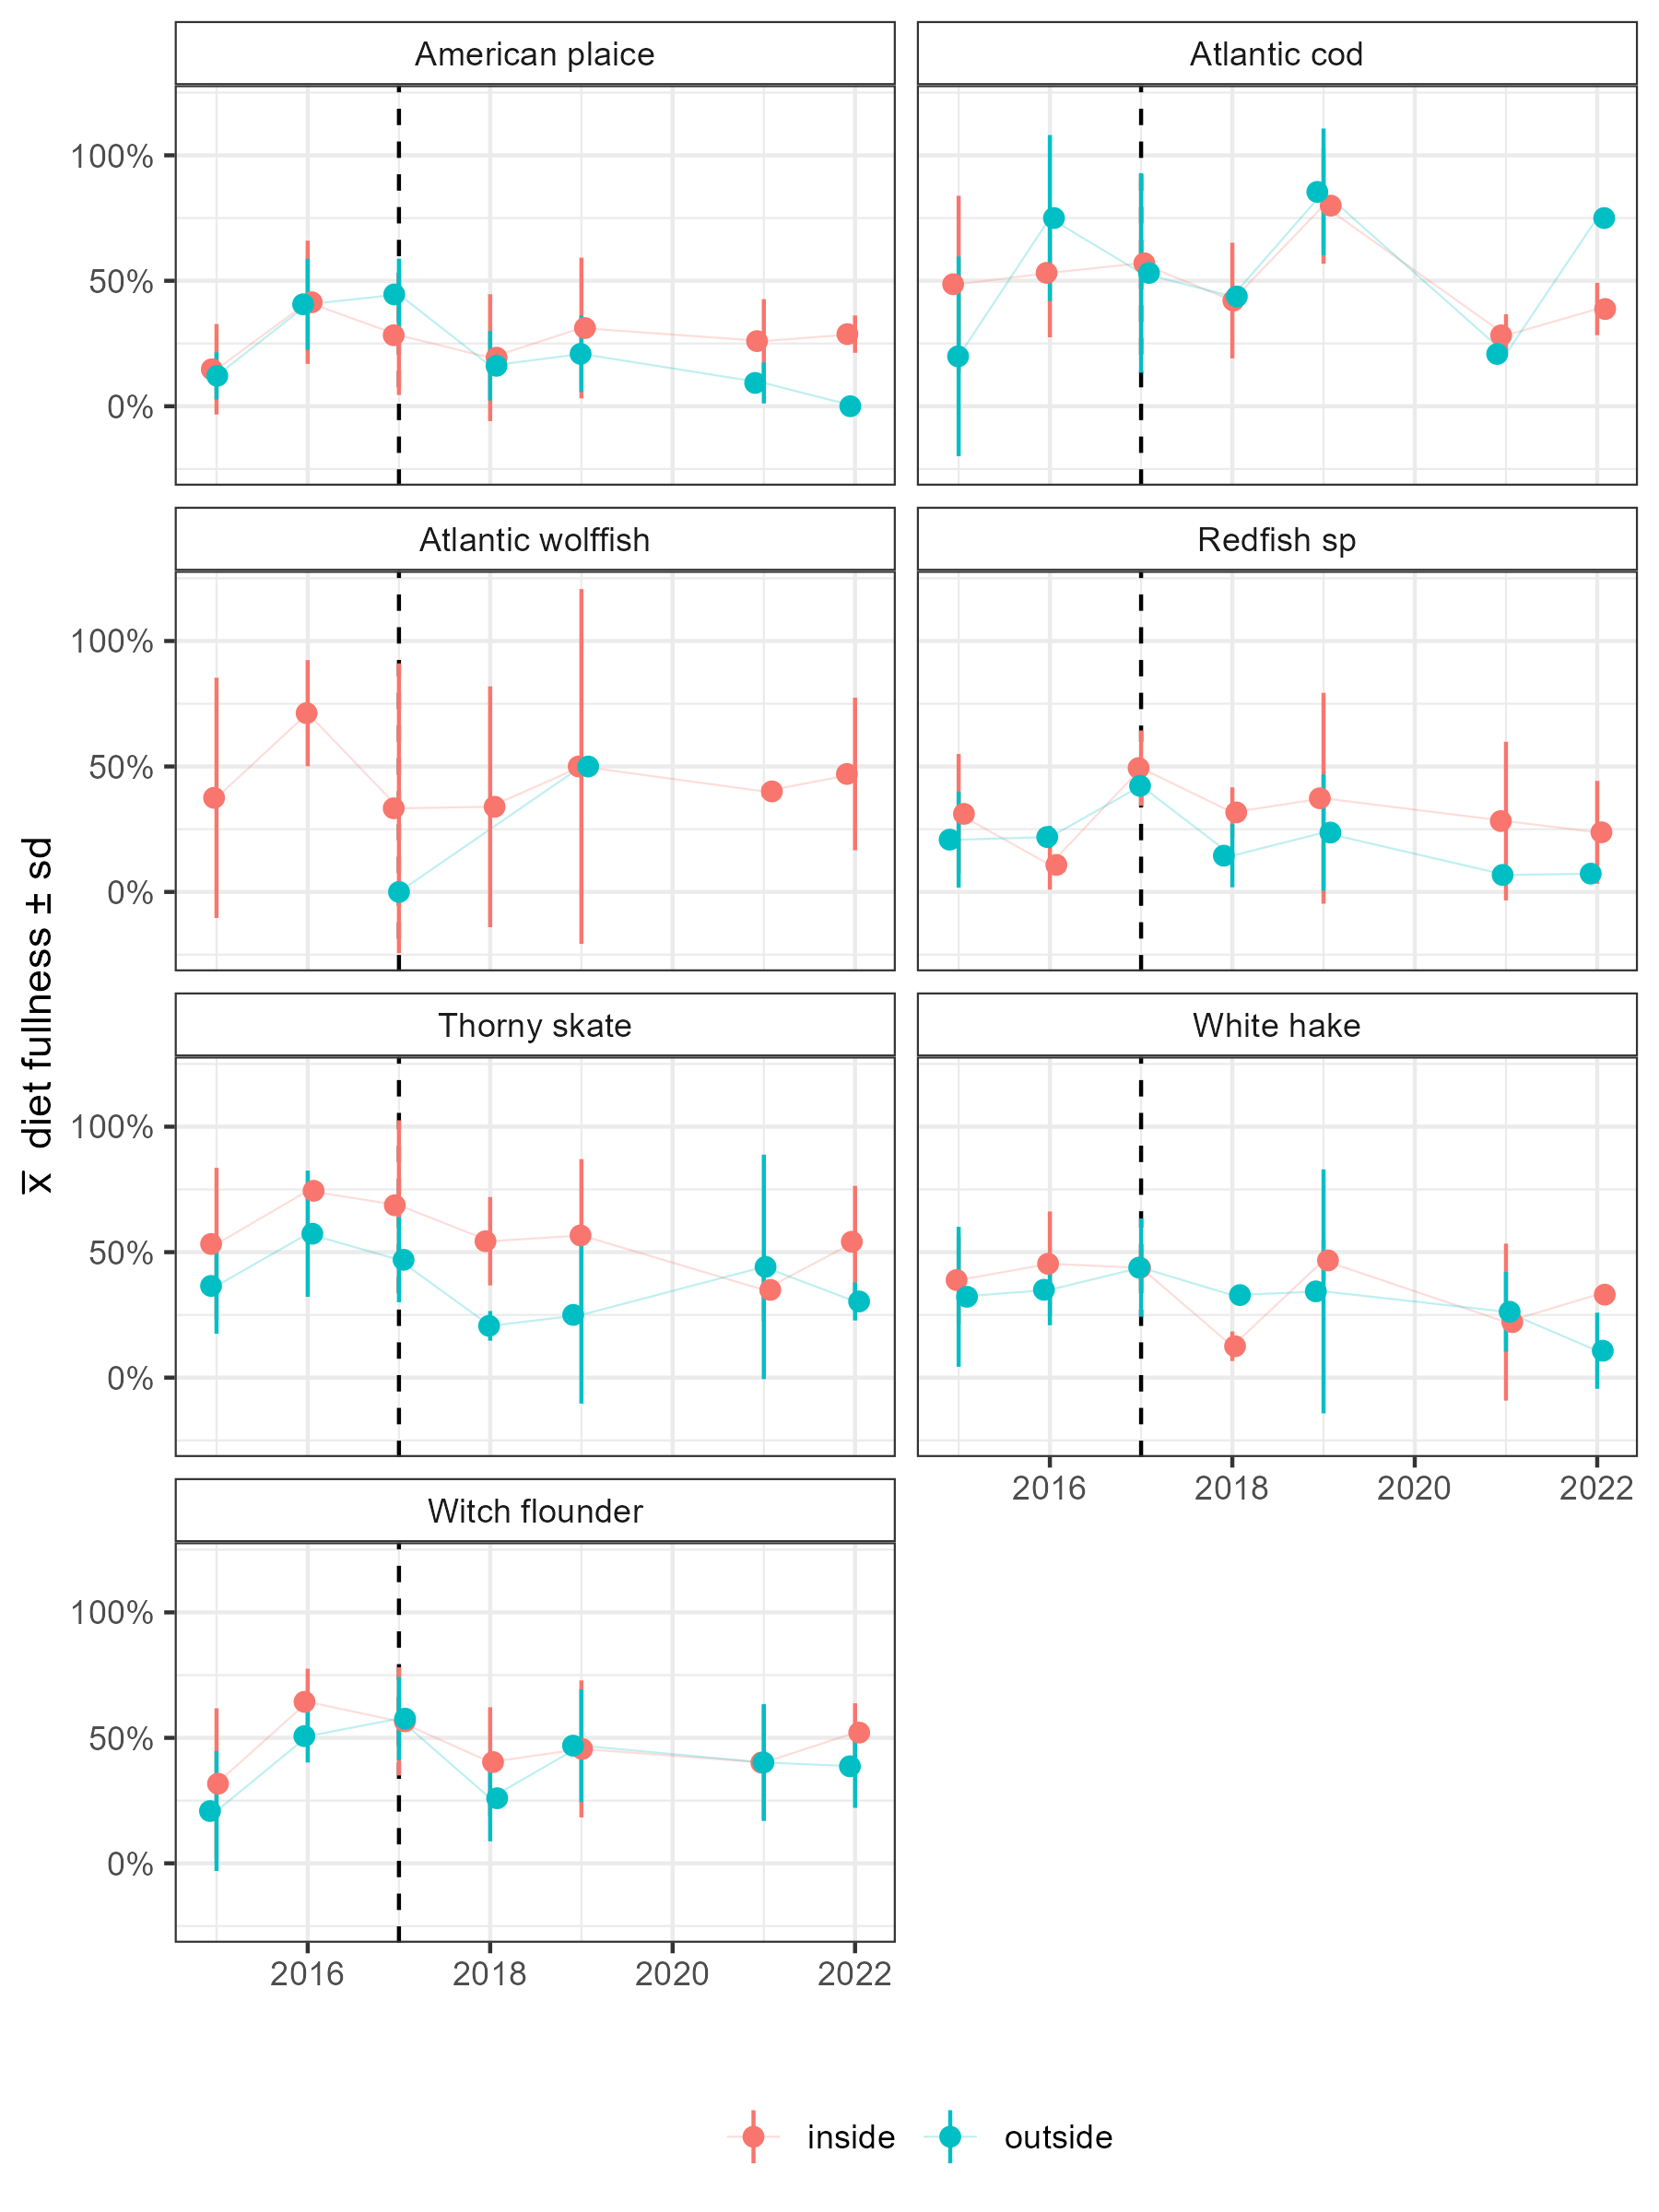 American plaice
Atlantic cod
100%
50%
0%
Atlantic wolffish
Redfish sp
100%
50%
0%
x̅ diet fullness ± sd
Thorny skate
White hake
100%
50%
0%
2016 2018 2020 2022
Witch flounder
100%
50%
0%
2016 2018 2020 2022
inside outside